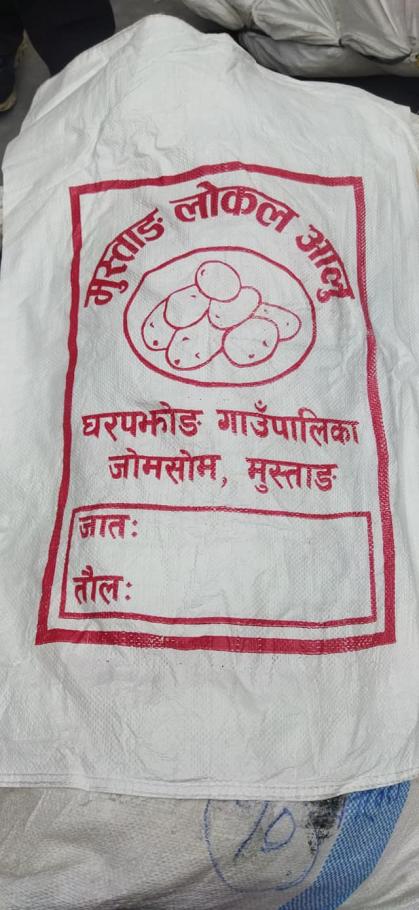 मुस्ताङ लोकल आलु
घरपझोङ गाउँपालिका
जोमसोम, मुस्ताङ
जातः
तौलः